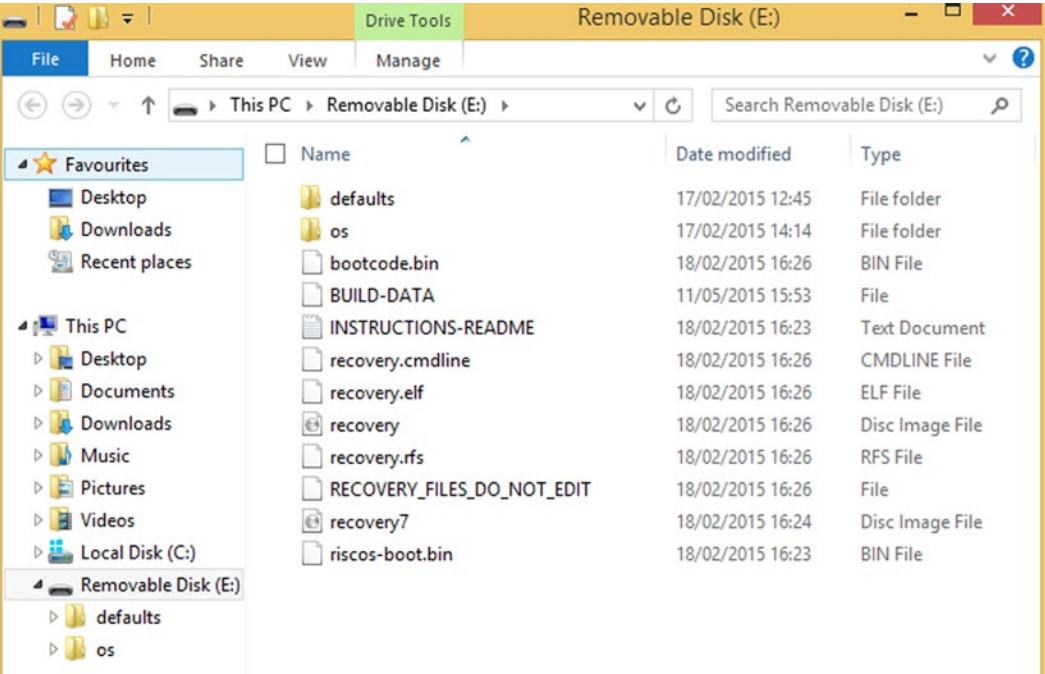 Drive Tools
Removable Disk (E:)
File Home Share View Manage
This PC Removable Disk (E:)
Search Removable Disk (E:)
Favourites
Desktop
Downloads
Recent places
This PC
Desktop
Documents
Downloads
Music
Pictures
Videos
Local Disk (C:)
Removable Disk (E:)
defaults
os
Name Date modified Type
defaults 17/02/2015 12:45 File folder
os 17/02/2015 14:14 File folder
bootcode.bin 18/02/2015 16:26 BIN File
BUILD-DATA 11/05/2015 15:53 File
INSTRUCTIONS-README 18/02/2015 16:23 Text Document
recovery.cmdline 18/02/2015 16:26 CMDLINE File
recovery.elf 18/02/2015 16:26 ELF File
recovery 18/02/2015 16:26 Disc Image File
recovery.rfs 18/02/2015 16:26 RFS File
RECOVERY_FILES_DO_NOT_EDIT 18/02/2015 16:26 File
recovery7 18/02/2015 16:24 Disc Image File
riscos-boot.bin 18/02/2015 16:23 BIN File